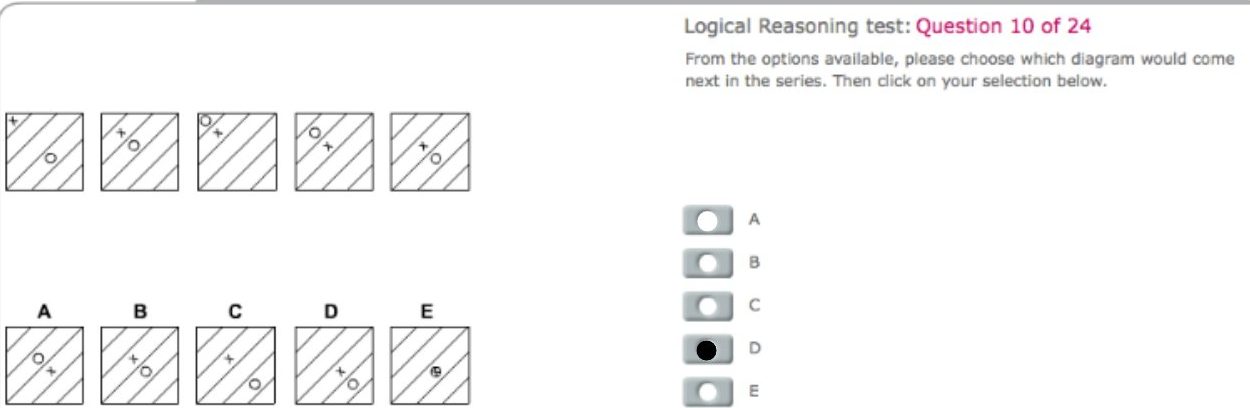 Logical Reasoning test: Question 10 of 24
From the options available, please choose which diagram would come
next in the series. Then click on your selection below.
A B C D E
A
B
C
D
E